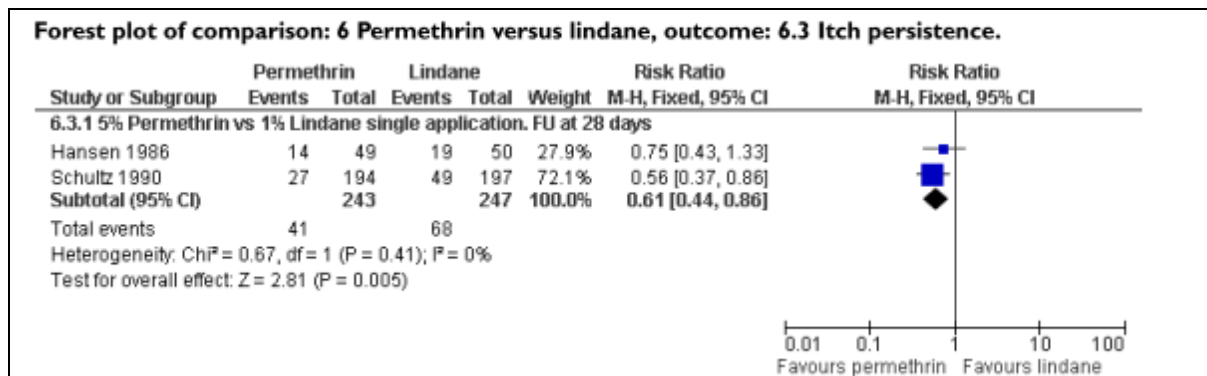 Forest plot of comparison: 6 Permethrin versus lindane, outcome: 6.3 Itch persistence.
Permethrin Lindane Risk Ratio Risk Ratio
Study or Subgroup Events Total Events Total Weight M-H, Fixed, 95% CI M-H, Fixed, 95% CI
6.3.1 5% Permethrin vs 1% Lindane single application. FU at 28 days
Hansen 1986 14 49 19 50 27.9% 0.75 [0.43, 1.33]
Schultz 1990 27 194 49 197 72.1% 0.56 [0.37, 0.86]
Subtotal (95% CI) 243 247 100.0% 0.61 [0.44, 0.86]
Total events 41 68
Heterogeneity: Chi² = 0.67, df = 1 (P = 0.41); I² = 0%
Test for overall effect: Z = 2.81 (P = 0.005)
0.01 0.1 1 10 100
Favours permethrin Favours lindane